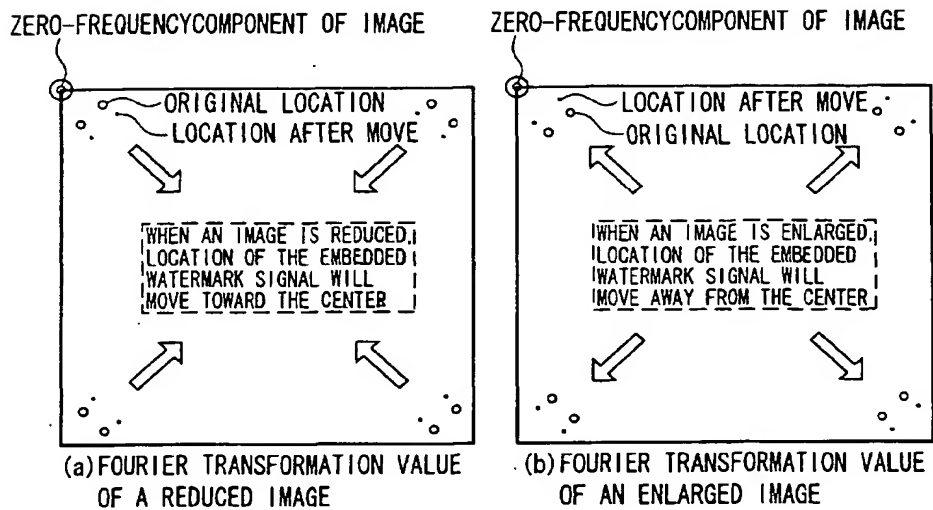 ZERO-FREQUENCYCOMPONENT OF IMAGE
ORIGINAL LOCATION
LOCATION AFTER MOVE
WHEN AN IMAGE IS REDUCED,
LOCATION OF THE EMBEDDED
WATERMARK SIGNAL WILL
MOVE TOWARD THE CENTER
(a) FOURIER TRANSFORMATION VALUE
OF A REDUCED IMAGE
ZERO-FREQUENCYCOMPONENT OF IMAGE
LOCATION AFTER MOVE
ORIGINAL LOCATION
WHEN AN IMAGE IS ENLARGED,
LOCATION OF THE EMBEDDED
WATERMARK SIGNAL WILL
MOVE AWAY FROM THE CENTER
(b) FOURIER TRANSFORMATION VALUE
OF AN ENLARGED IMAGE